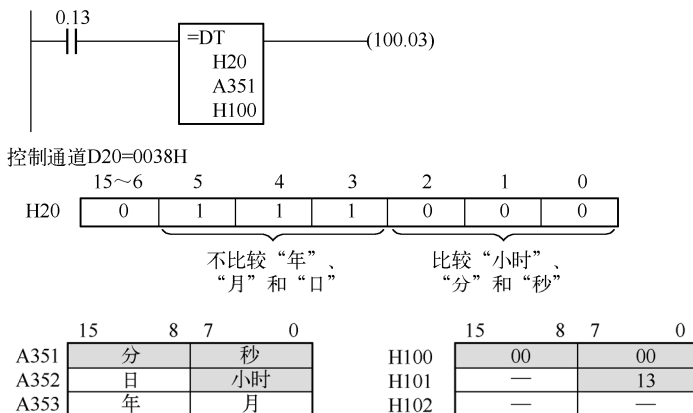 0.13
=DT
(100.03)
H20
A351
H100
控制通道D20=0038H
15～6 5 4 3 2 1 0
H20 0 1 1 1 0 0 0
不比较“年”、 比较“小时”、
“月”和“日” “分”和“秒”
15 8 7 0 15 8 7 0
A351 分 秒 H100 00 00
A352 日 小时 H101 — 13
A353 年 月 H102 — —